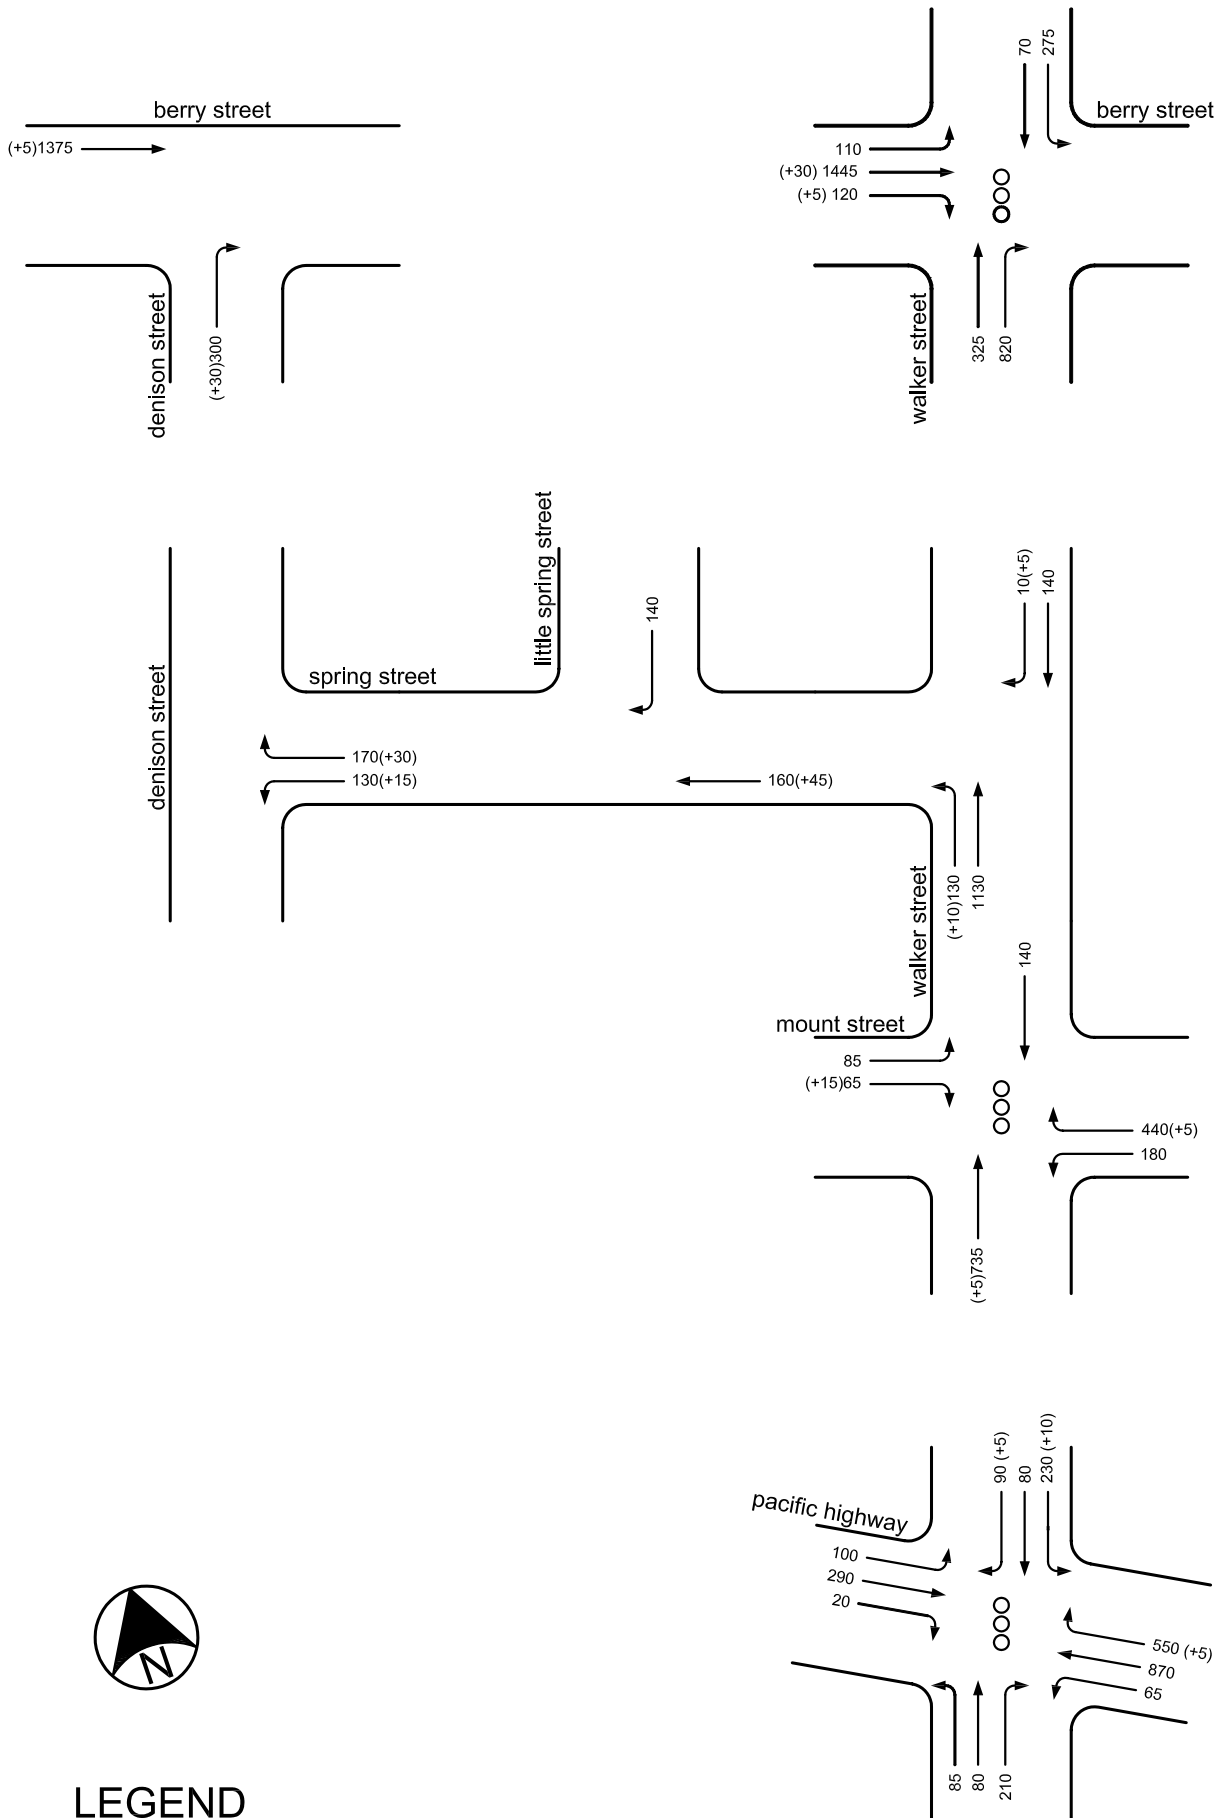 70
275
berry street
berry street
(+5)1375
110
(+30) 1445
(+5) 120
denison street
(+30)300
walker street
325
820
little spring street
10(+5)
140
140
spring street
denison street
170(+30)
130(+15)
160(+45)
walker street
(+10)130
1130
140
mount street
85
(+15)65
440(+5)
180
(+5)735
90 (+5)
80
230 (+10)
pacific highway
100
290
20
550 (+5)
870
65
N
85
80
210
LEGEND